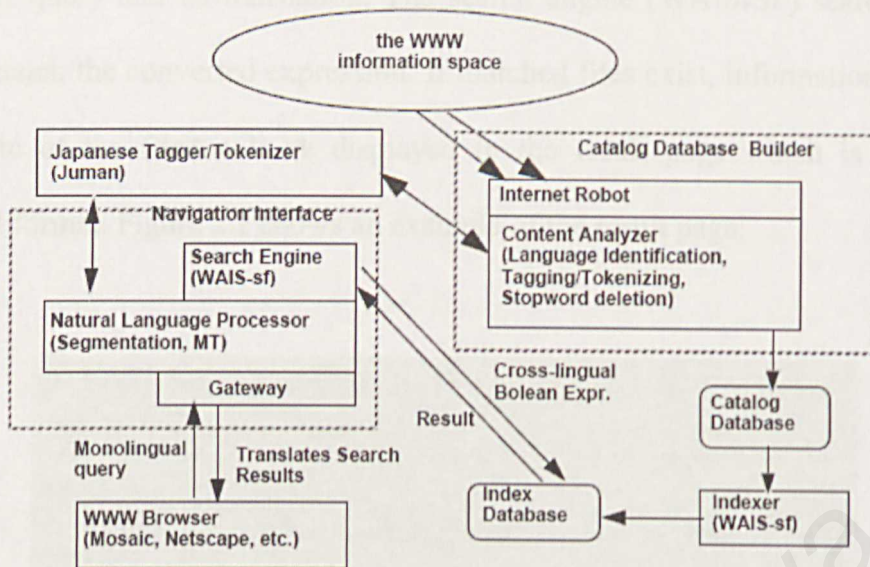 the WWW
information space
Japanese Tagger/Tokenizer
(Juman)
Catalog Database Builder
Internet Robot
Content Analyzer
(Language Identification,
Tagging/Tokenizing,
Stopword deletion)
Navigation Interface
Search Engine
(WAIS-sf)
Natural Language Processor
(Segmentation, MT)
Gateway
Cross-lingual
Bolean Expr.
Result
Catalog
Database
Monolingual
query
Translates Search
Results
Index
Database
Indexer
(WAIS-sf)
WWW Browser
(Mosaic, Netscape, etc.)